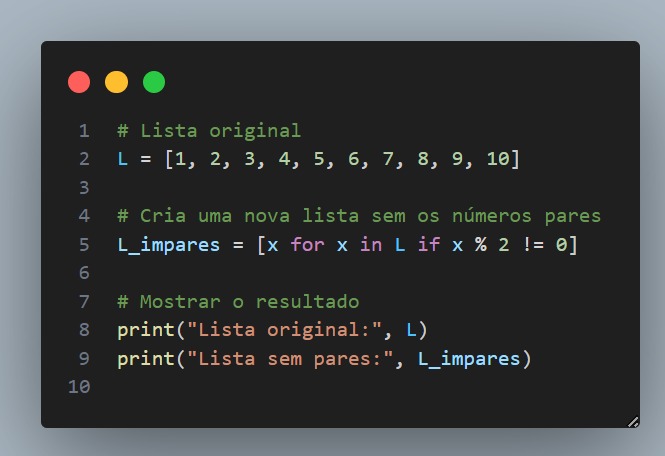 1 # Lista original
2 L = [1, 2, 3, 4, 5, 6, 7, 8, 9, 10]
3
4 # Cria uma nova lista sem os números pares
5 L_impares = [x for x in L if x % 2 != 0]
6
7 # Mostrar o resultado
8 print("Lista original:", L)
9 print("Lista sem pares:", L_impares)
10